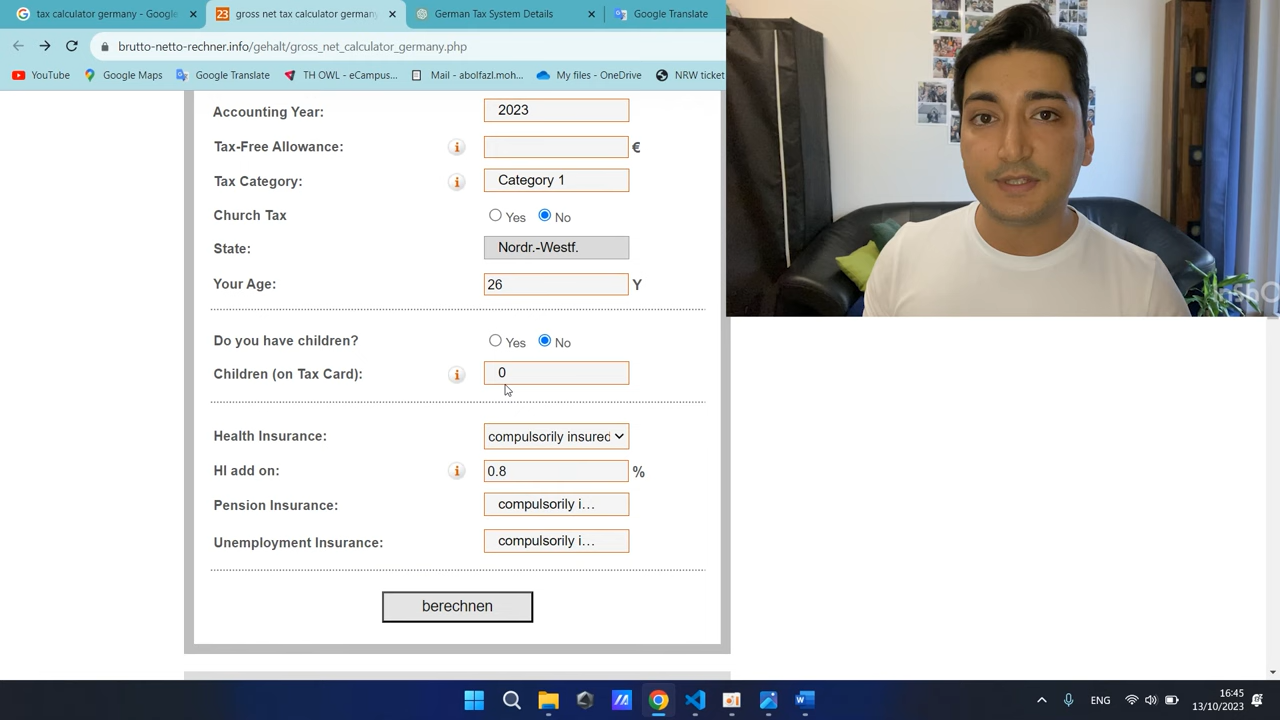 tax calculator germany - Google
gross net tax calculator german
German Tax System Details
Google Translate
brutto-netto-rechner.info/gehalt/gross_net_calculator_germany.php
YouTube
Google Maps
Google Translate
TH OWL - eCampus...
Mail - abolfazl.moh...
My files - OneDrive
NRW ticket
Accounting Year: 2023
Tax-Free Allowance: €
Tax Category: Category 1
Church Tax Yes No
State: Nordr.-Westf.
Your Age: 26 Y
Do you have children? Yes No
Children (on Tax Card): 0
Health Insurance: compulsorily insured
HI add on: 0.8 %
Pension Insurance: compulsorily i...
Unemployment Insurance: compulsorily i...
berechnen
ENG
16:45
13/10/2023